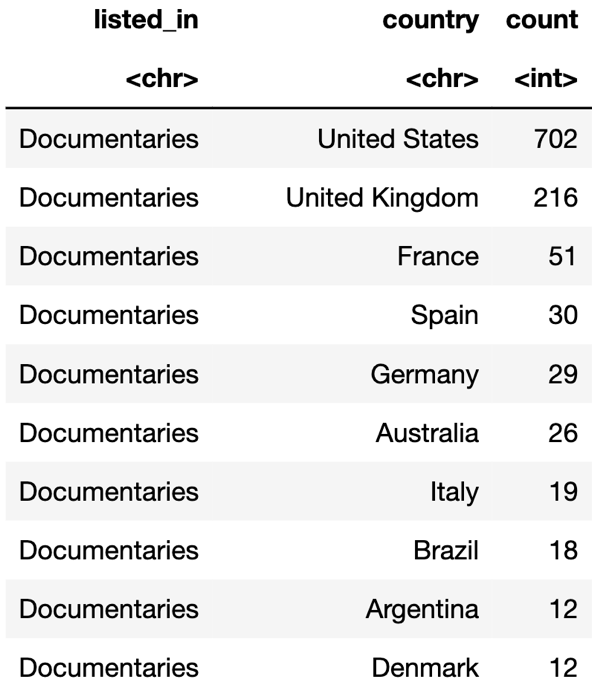 listed_in country count
<chr> <chr> <int>
Documentaries United States 702
Documentaries United Kingdom 216
Documentaries France 51
Documentaries Spain 30
Documentaries Germany 29
Documentaries Australia 26
Documentaries Italy 19
Documentaries Brazil 18
Documentaries Argentina 12
Documentaries Denmark 12